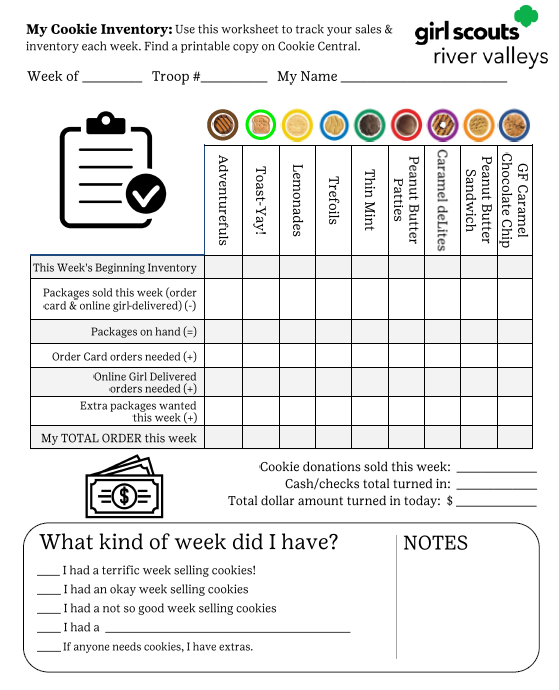 My Cookie Inventory: Use this worksheet to track your sales &
inventory each week. Find a printable copy on Cookie Central.
girl scouts
river valleys
Week of ________ Troop #_________ My Name ______________________
Adventurefuls
Toast-Yay!
Lemonades
Trefoils
Thin Mint
Peanut Butter
Patties
Caramel deLites
Peanut Butter
Sandwich
GF Caramel
Chocolate Chip
This Week's Beginning Inventory
Packages sold this week (order
card & online girl-delivered) (-)
Packages on hand (=)
Order Card orders needed (+)
Online Girl Delivered
orders needed (+)
Extra packages wanted
this week (+)
My TOTAL ORDER this week
Cookie donations sold this week: ____________
Cash/checks total turned in: ____________
Total dollar amount turned in today: $ ____________
$
What kind of week did I have?
____ I had a terrific week selling cookies!
____ I had an okay week selling cookies
____ I had a not so good week selling cookies
____ I had a ________________________________
____ If anyone needs cookies, I have extras.
NOTES